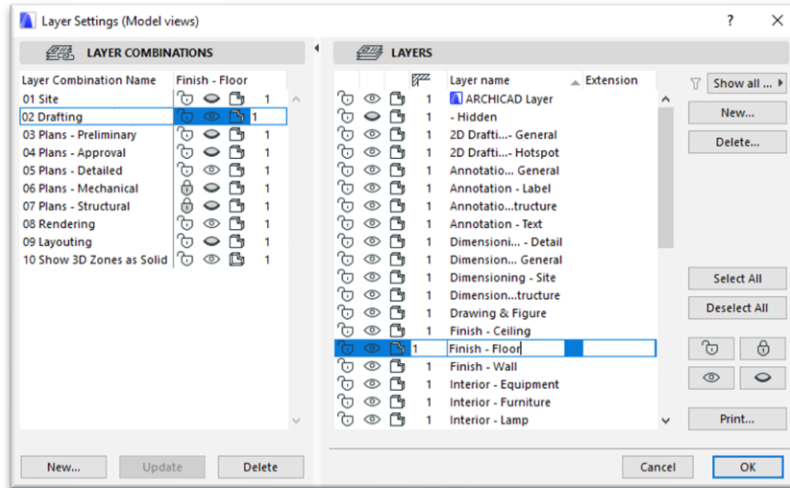 Layer Settings (Model views)
LAYER COMBINATIONS
Layer Combination Name Finish - Floor
01 Site 1
02 Drafting 1
03 Plans - Preliminary 1
04 Plans - Approval 1
05 Plans - Detailed 1
06 Plans - Mechanical 1
07 Plans - Structural 1
08 Rendering 1
09 Layouting 1
10 Show 3D Zones as Solid 1
New... Update Delete
LAYERS
Layer name Extension
1 ARCHICAD Layer
1 - Hidden
1 2D Drafti...- General
1 2D Drafti...- Hotspot
1 Annotatio... General
1 Annotation - Label
1 Annotatio...tructure
1 Annotation - Text
1 Dimensioni... - Detail
1 Dimension... General
1 Dimensioning - Site
1 Dimension...tructure
1 Drawing & Figure
1 Finish - Ceiling
1 Finish - Floor
1 Finish - Wall
1 Interior - Equipment
1 Interior - Furniture
1 Interior - Lamp
Show all ...
New...
Delete...
Select All
Deselect All
Print...
Cancel OK